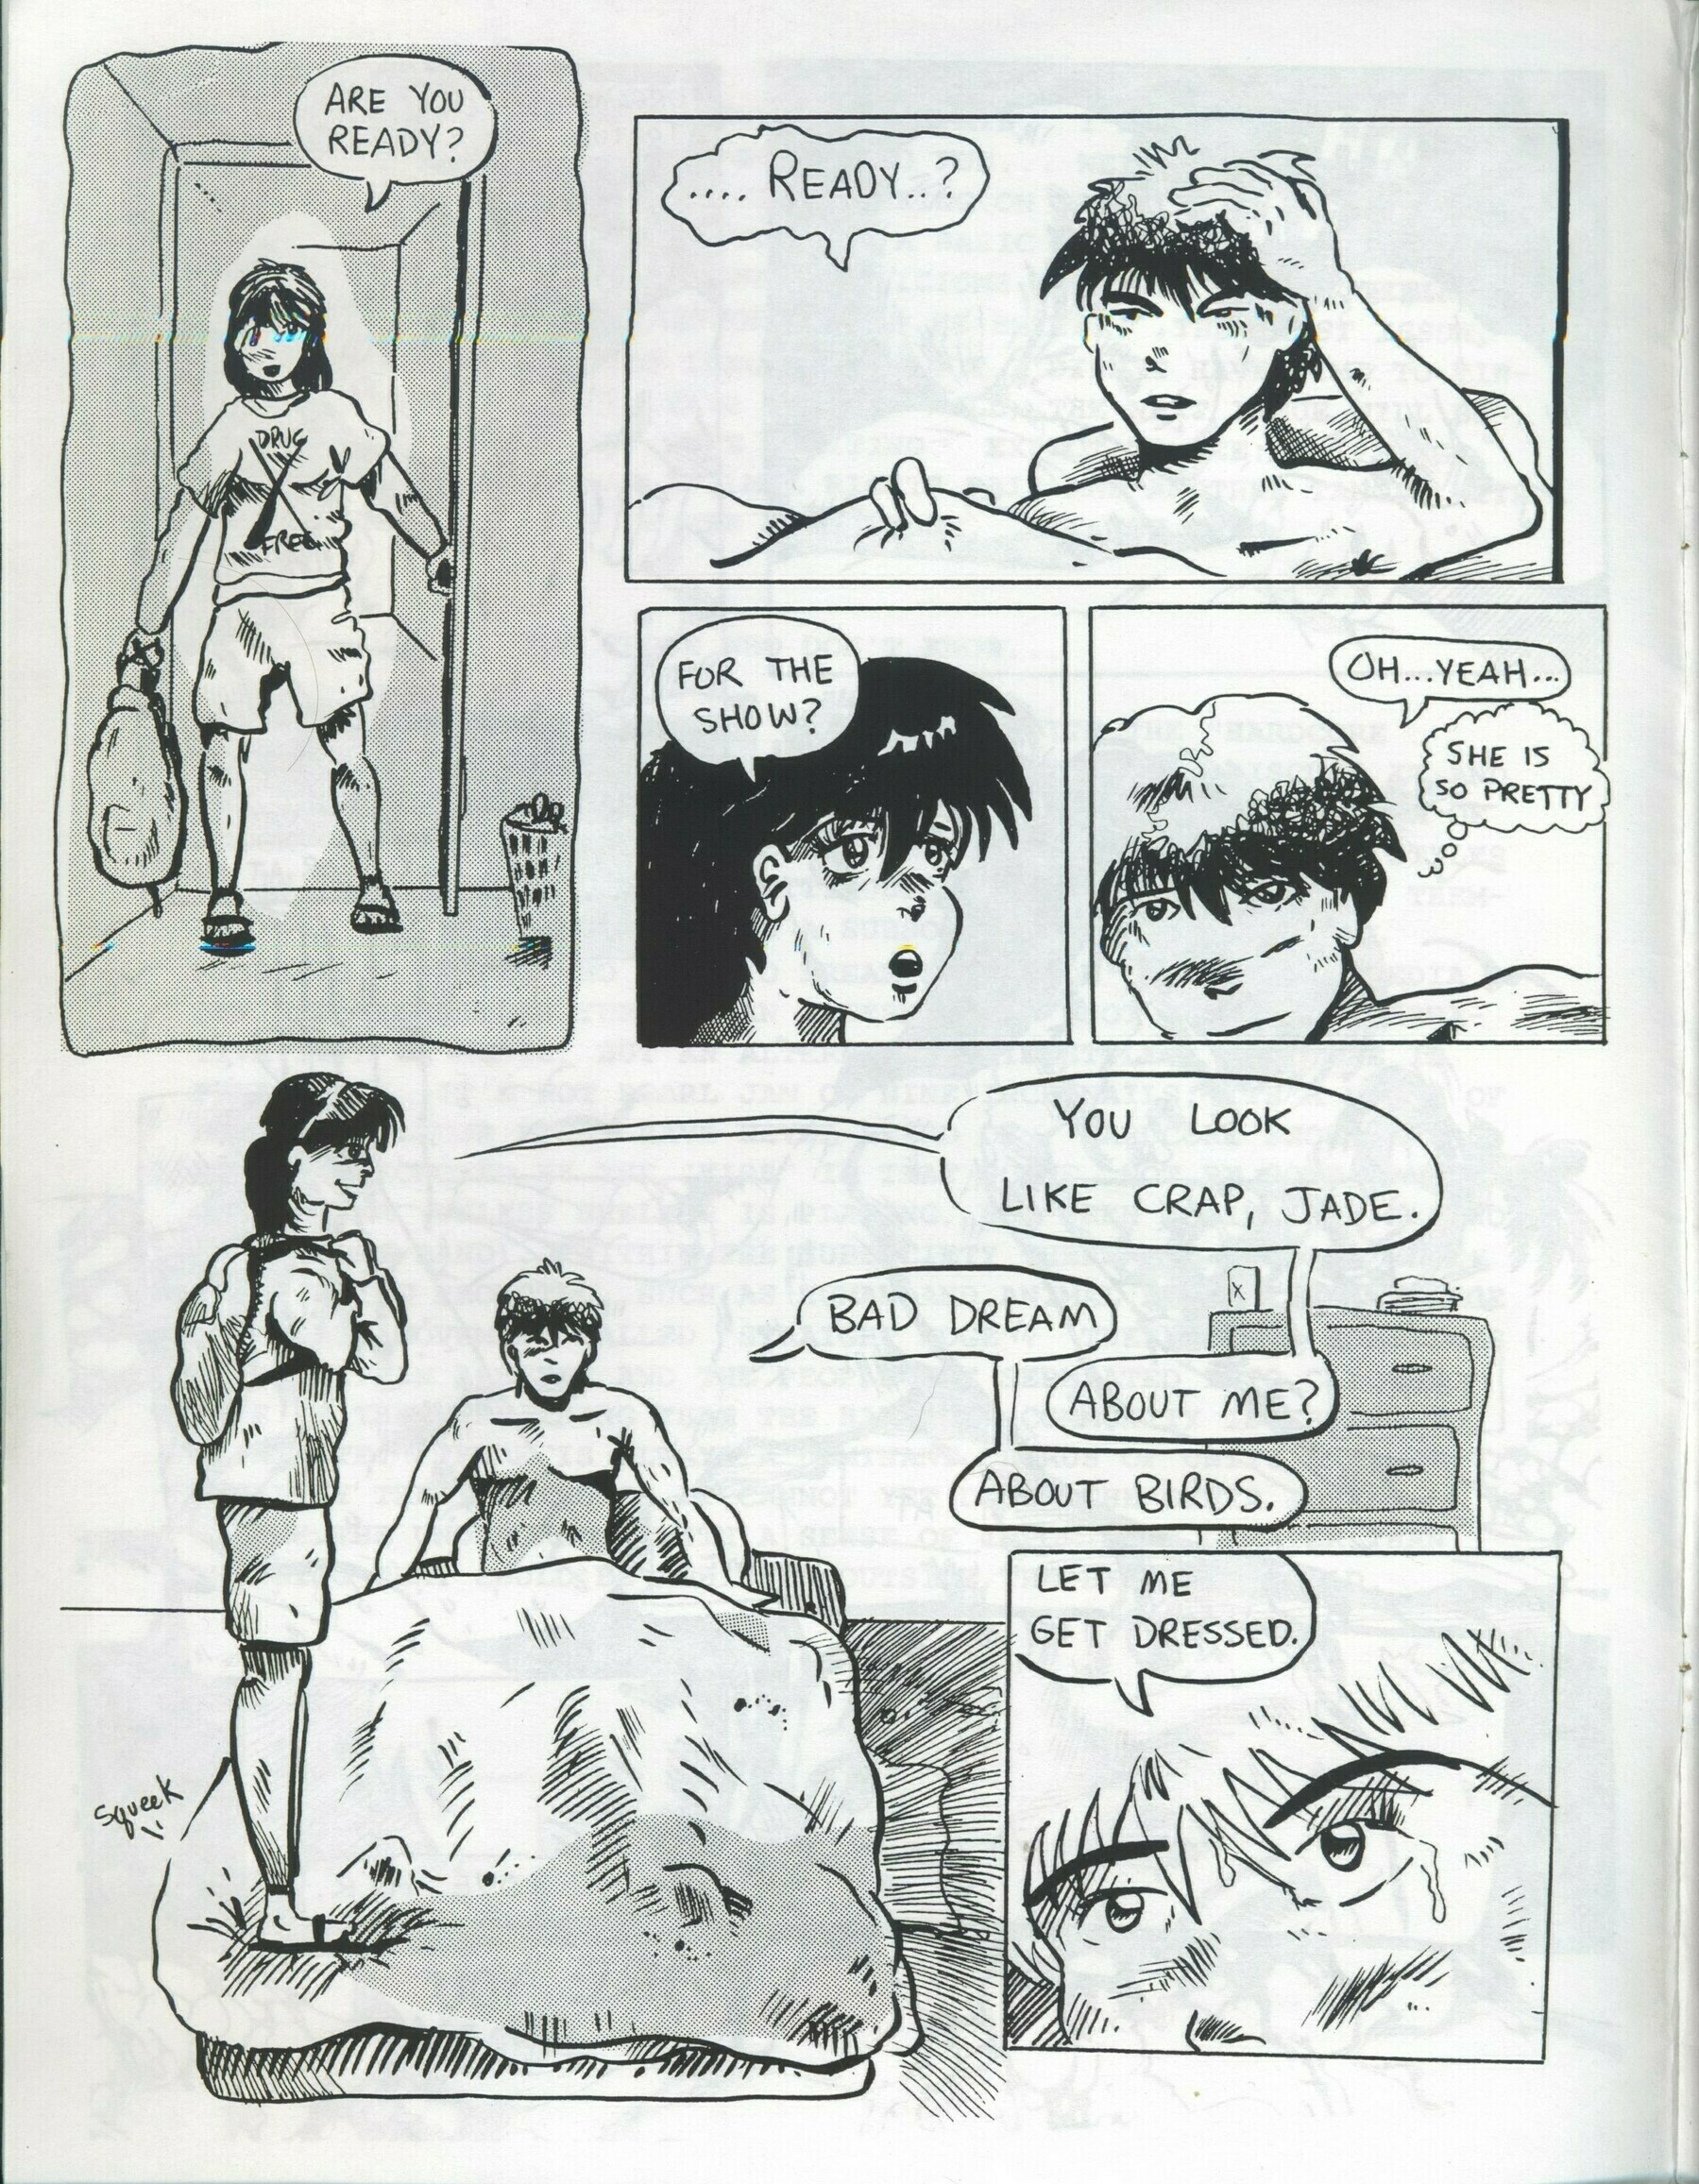 ARE YOU
READY?
DRUG
FREE
.... READY..?
FOR THE
SHOW?
OH...YEAH...
SHE IS
SO PRETTY
YOU LOOK
LIKE CRAP, JADE.
BAD DREAM
ABOUT ME?
ABOUT BIRDS.
squeek
LET ME
GET DRESSED.